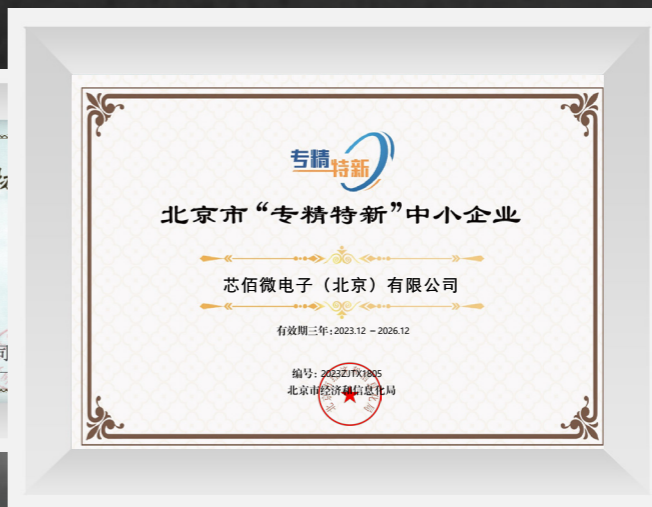 专精
特新
北京市“专精特新”中小企业
芯佰微电子（北京）有限公司
有效期三年：2023.12 – 2026.12
编号：2023ZJTX1805
北京市经济和信息化局